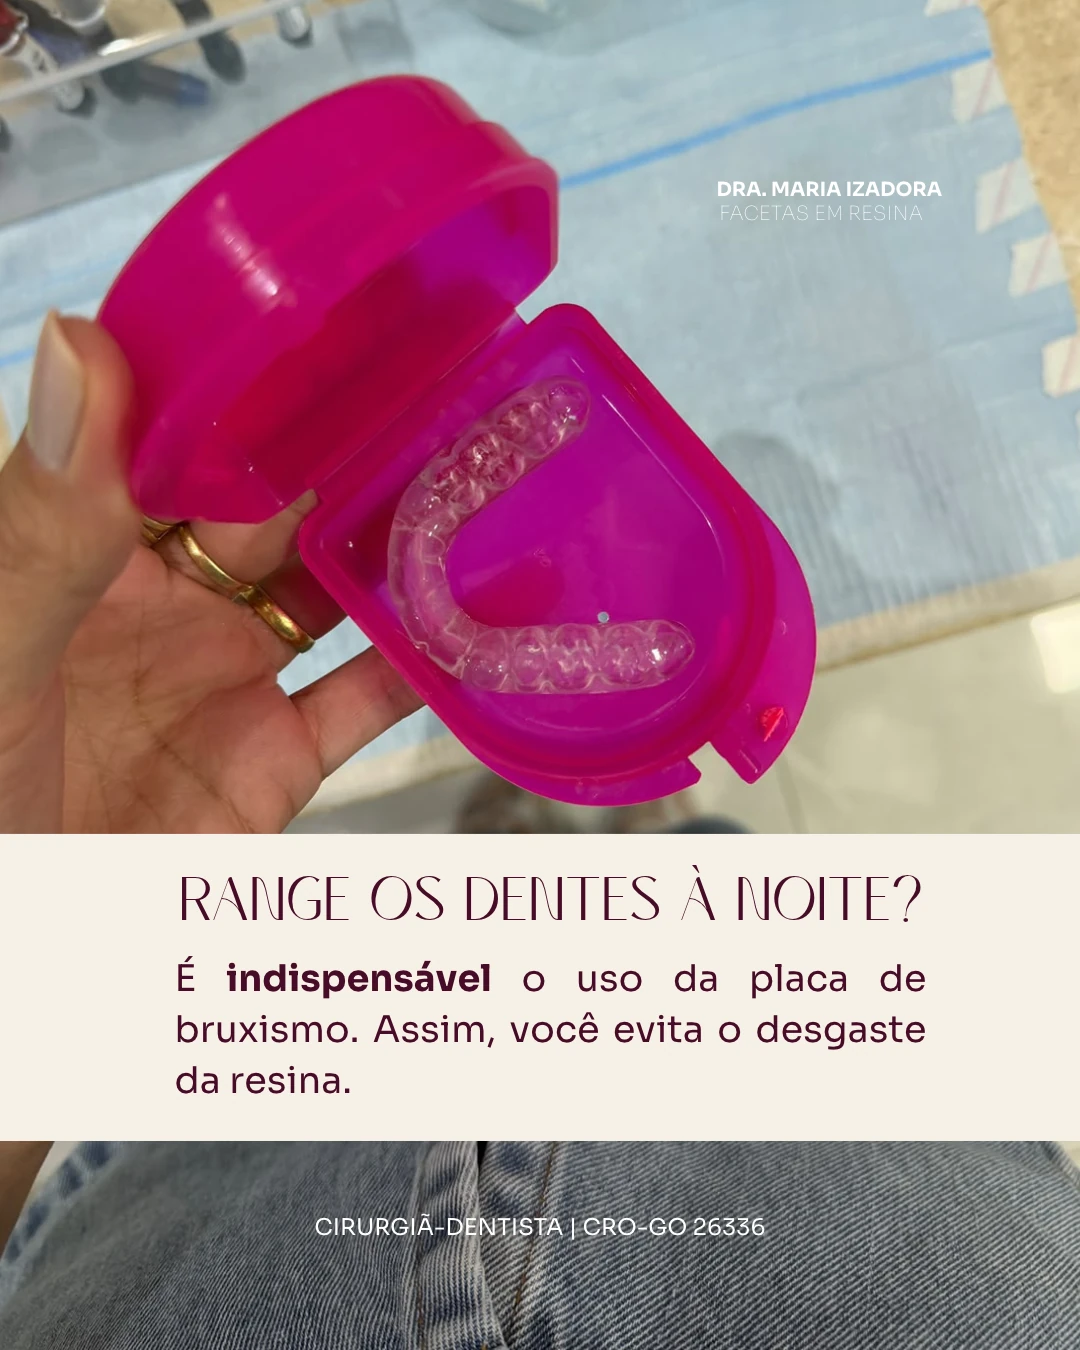 DRA. MARIA IZADORA
FACETAS EM RESINA
RANGE OS DENTES À NOITE?
É indispensável o uso da placa de
bruxismo. Assim, você evita o desgaste
da resina.
CIRURGIÃ-DENTISTA | CRO-GO 26336